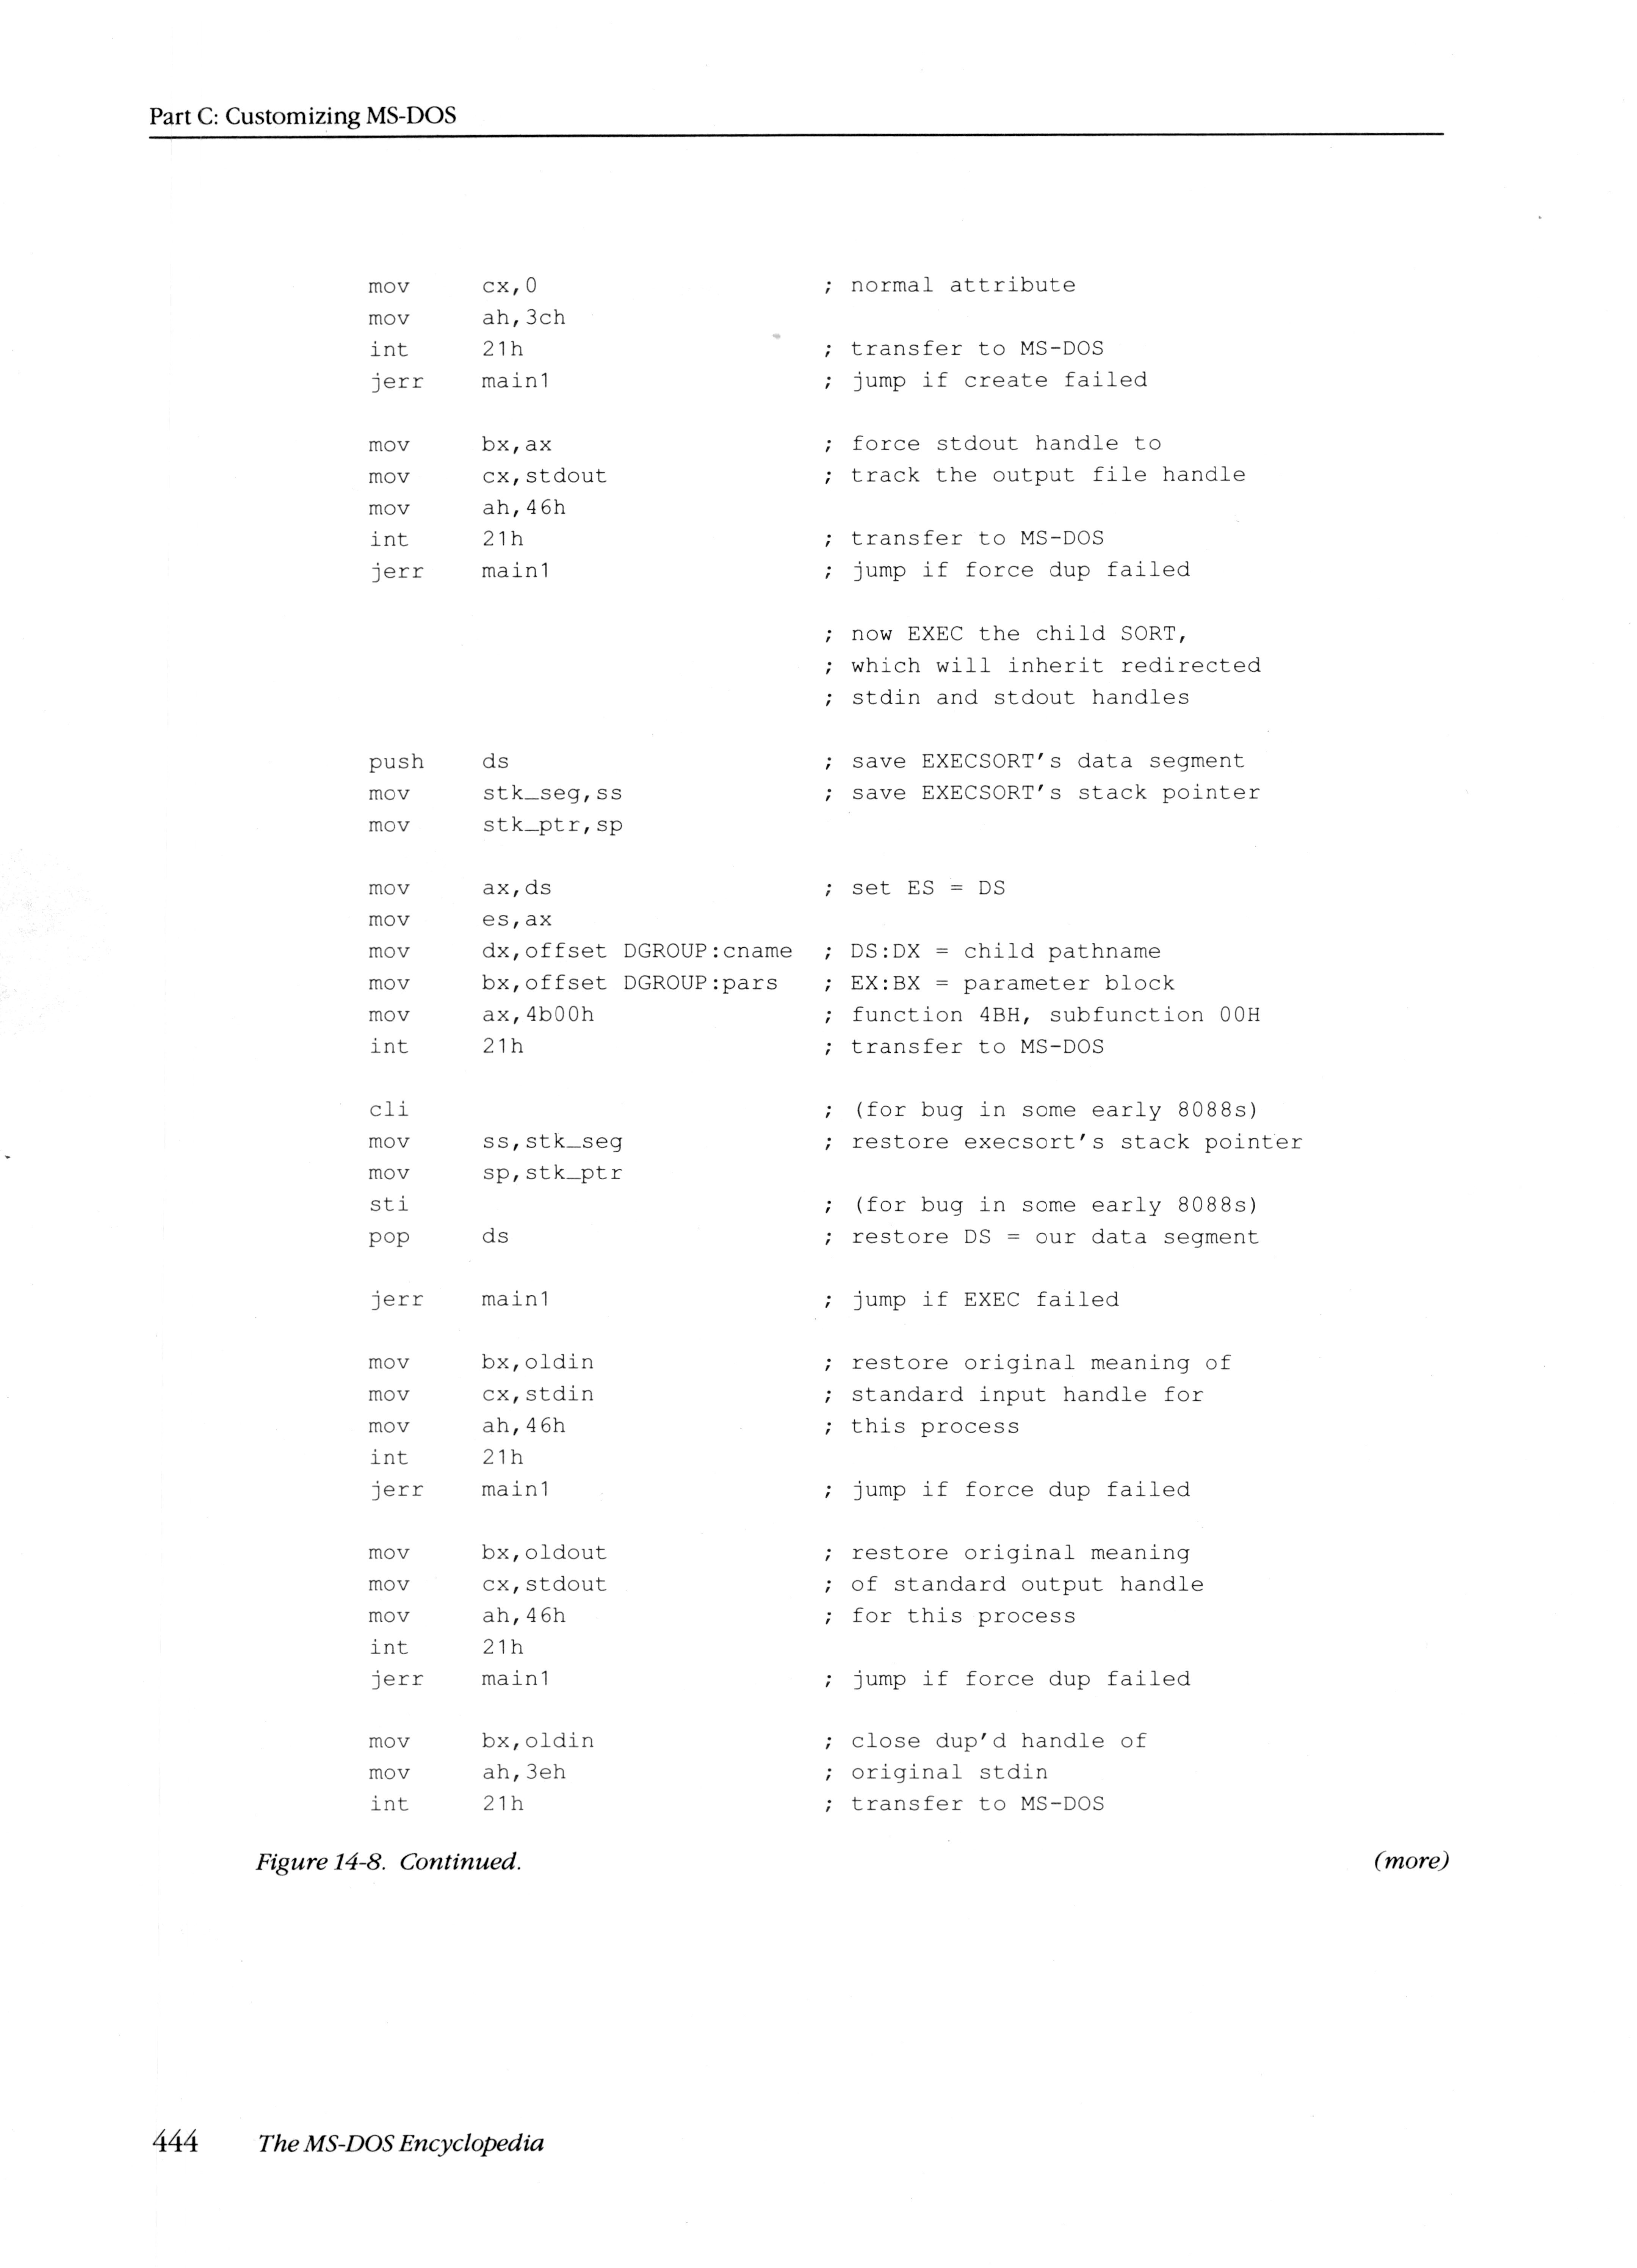 Part C: Customizing MS-DOS
mov cx,0 ; normal attribute
mov ah,3ch
int 21h ; transfer to MS-DOS
jerr main1 ; jump if create failed
mov bx,ax ; force stdout handle to
mov cx,stdout ; track the output file handle
mov ah,46h
int 21h ; transfer to MS-DOS
jerr main1 ; jump if force dup failed
; now EXEC the child SORT,
; which will inherit redirected
; stdin and stdout handles
push ds ; save EXECSORT's data segment
mov stk_seg,ss ; save EXECSORT's stack pointer
mov stk_ptr,sp
mov ax,ds ; set ES = DS
mov es,ax
mov dx,offset DGROUP:cname ; DS:DX = child pathname
mov bx,offset DGROUP:pars ; EX:BX = parameter block
mov ax,4b00h ; function 4BH, subfunction 00H
int 21h ; transfer to MS-DOS
cli ; (for bug in some early 8088s)
mov ss,stk_seg ; restore execsort's stack pointer
mov sp,stk_ptr
sti ; (for bug in some early 8088s)
pop ds ; restore DS = our data segment
jerr main1 ; jump if EXEC failed
mov bx,oldin ; restore original meaning of
mov cx,stdin ; standard input handle for
mov ah,46h ; this process
int 21h
jerr main1 ; jump if force dup failed
mov bx,oldout ; restore original meaning
mov cx,stdout ; of standard output handle
mov ah,46h ; for this process
int 21h
jerr main1 ; jump if force dup failed
mov bx,oldin ; close dup'd handle of
mov ah,3eh ; original stdin
int 21h ; transfer to MS-DOS
Figure 14-8. Continued. (more)
444 The MS-DOS Encyclopedia